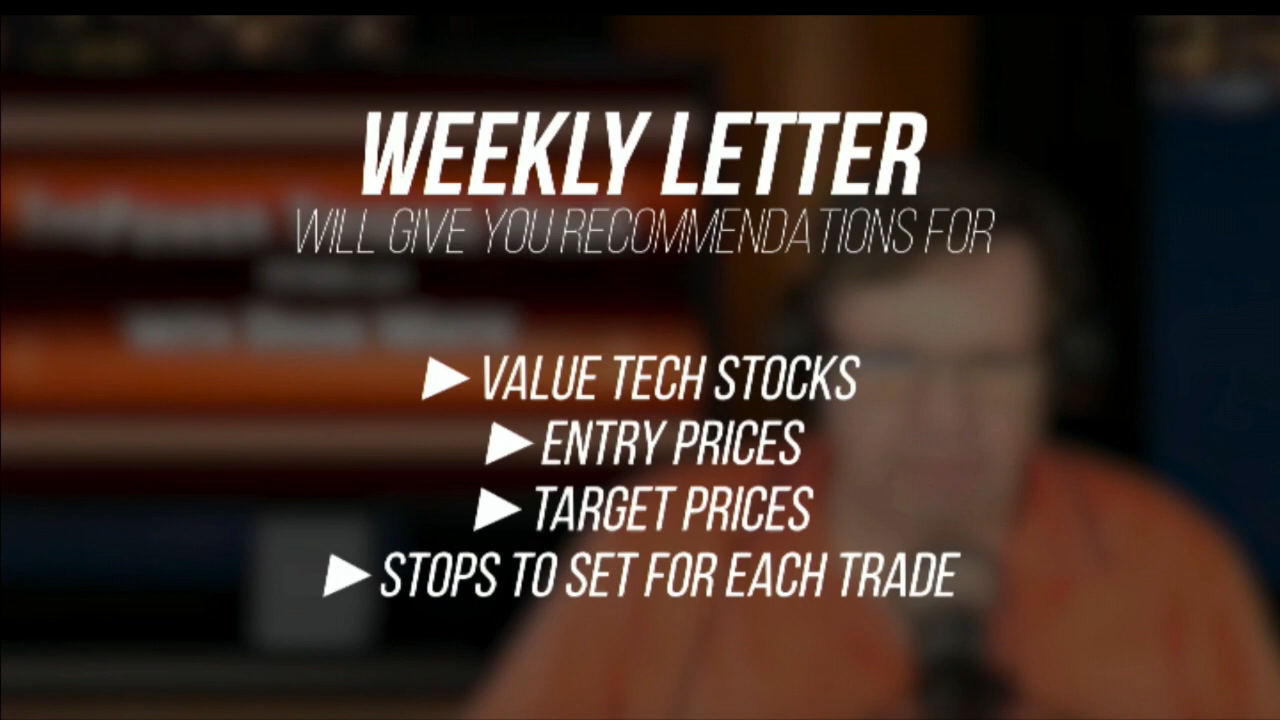 WEEKLY LETTER
WILL GIVE YOU RECOMMENDATIONS FOR
▶ VALUE TECH STOCKS
▶ ENTRY PRICES
▶ TARGET PRICES
▶ STOPS TO SET FOR EACH TRADE